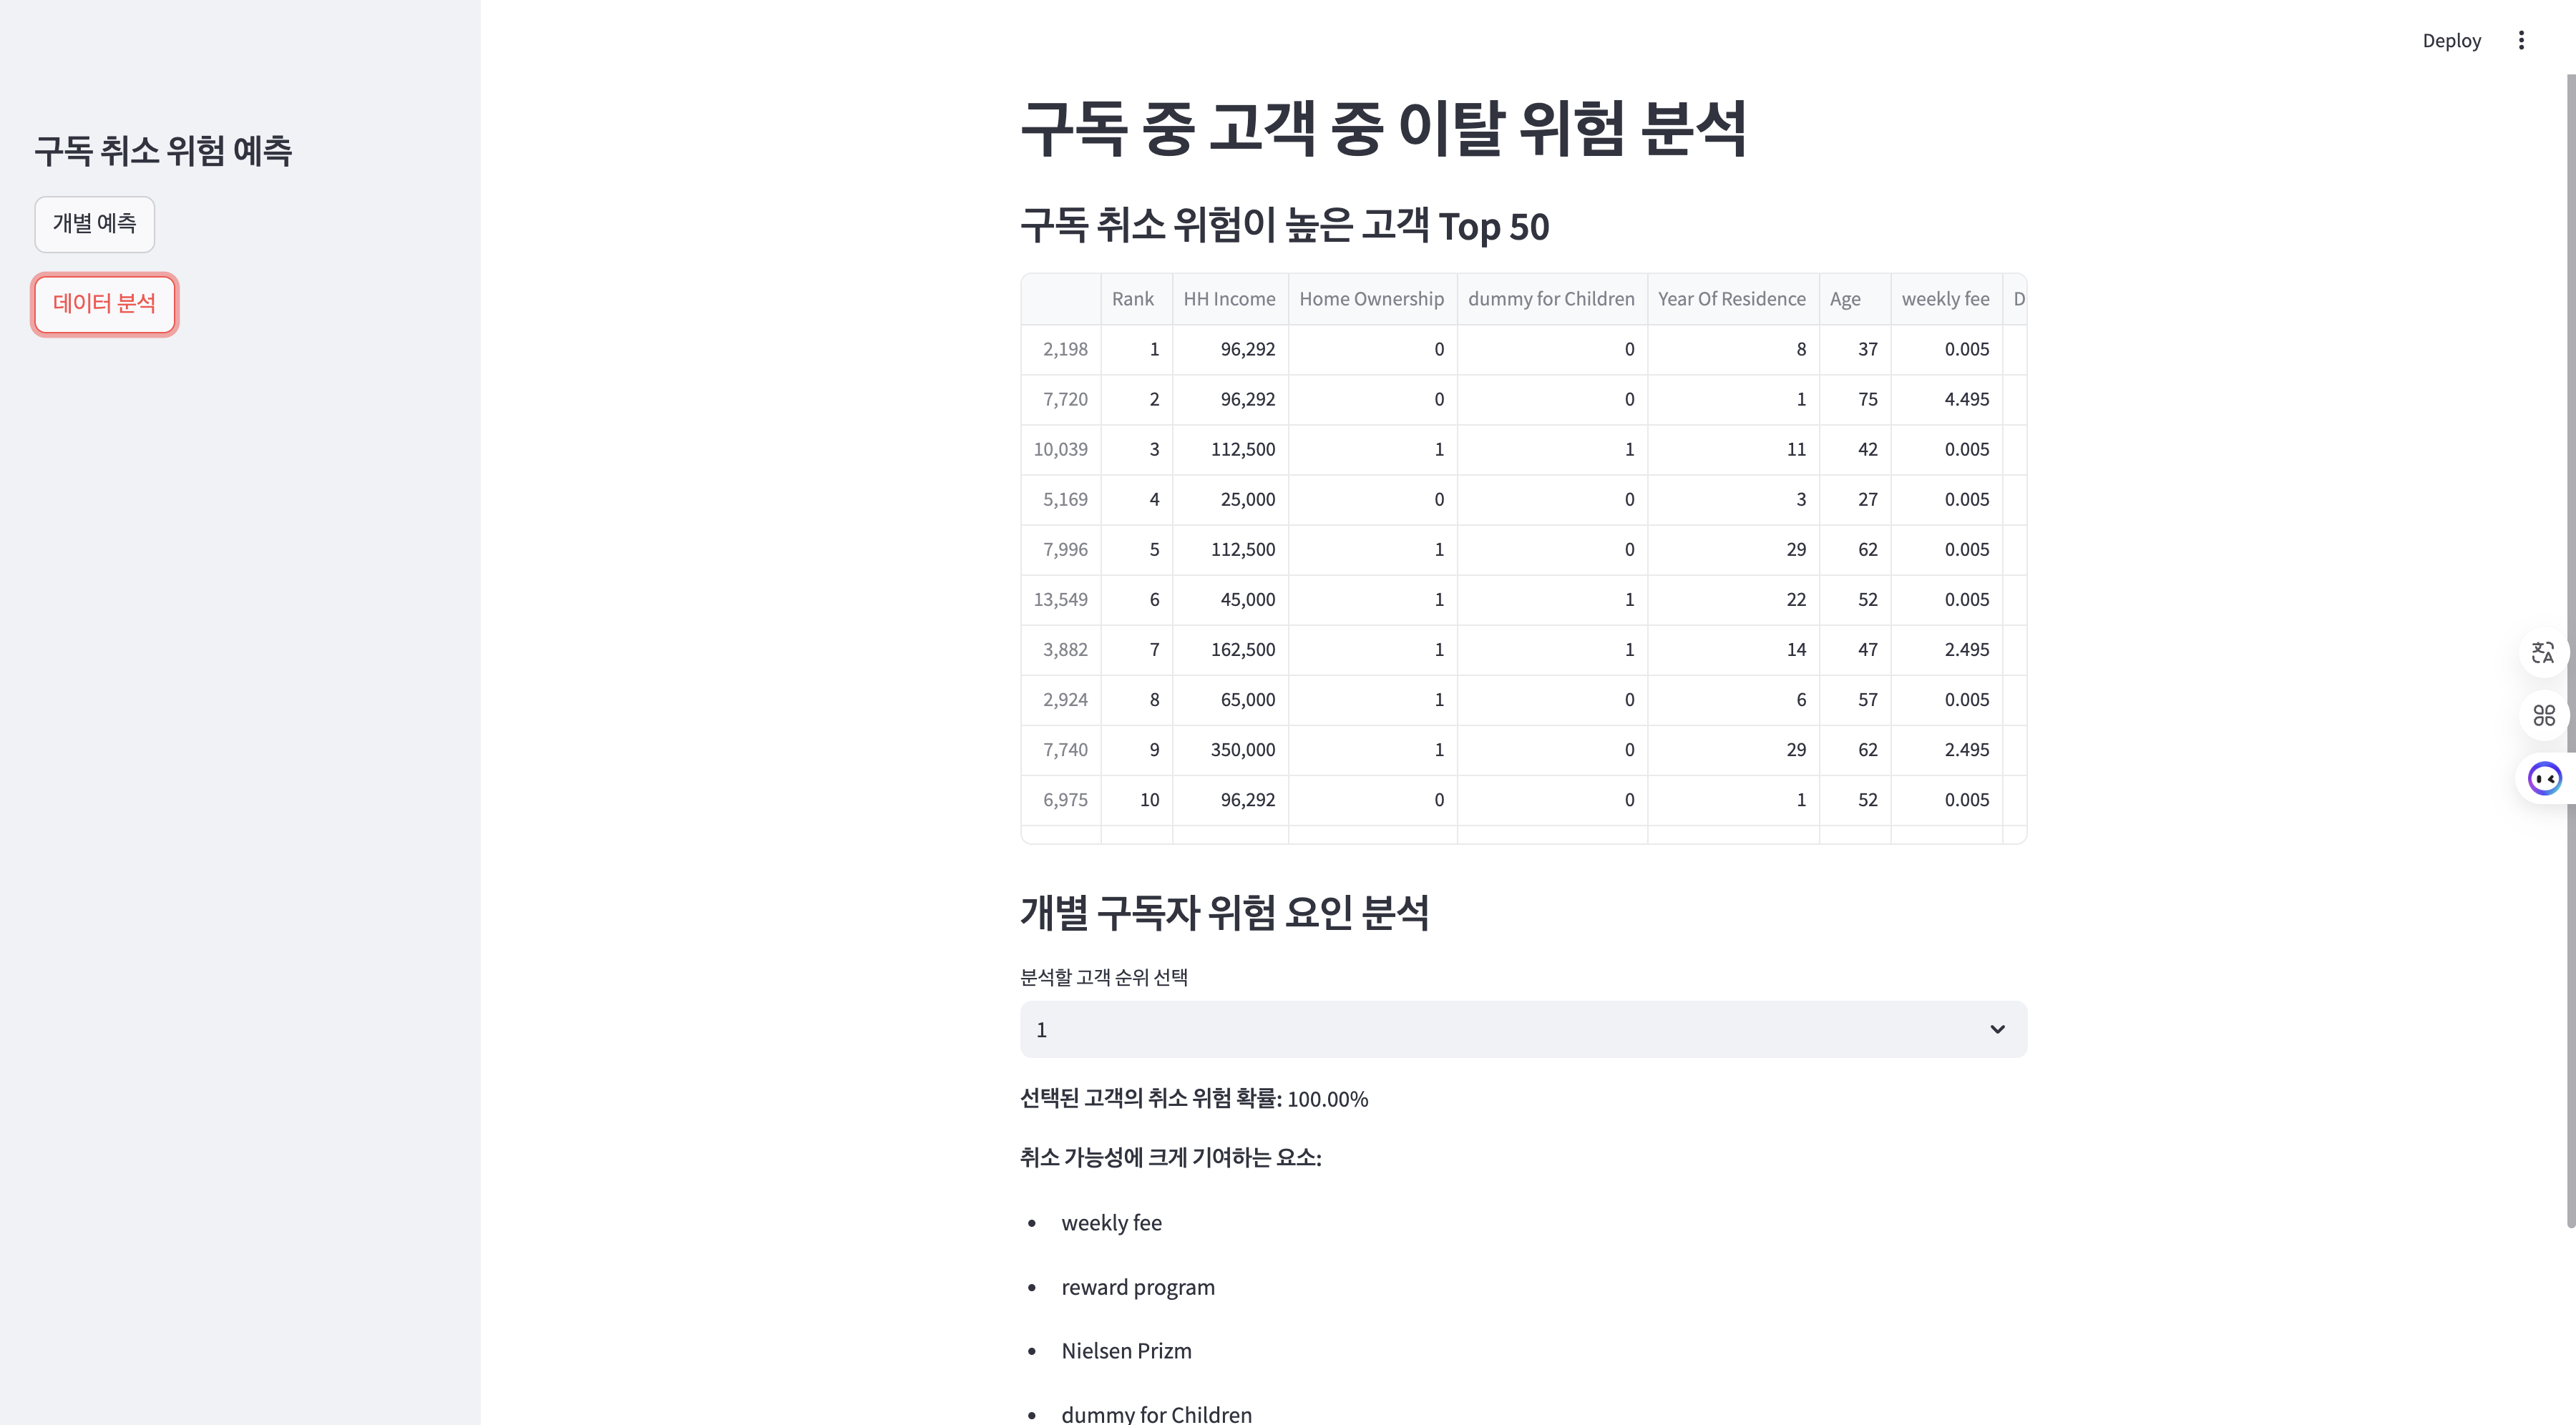 Deploy
구독 취소 위험 예측
개별 예측
데이터 분석
구독 중 고객 중 이탈 위험 분석
구독 취소 위험이 높은 고객 Top 50
Rank HH Income Home Ownership dummy for Children Year Of Residence Age weekly fee D
2,198 1 96,292 0 0 8 37 0.005
7,720 2 96,292 0 0 1 75 4.495
10,039 3 112,500 1 1 11 42 0.005
5,169 4 25,000 0 0 3 27 0.005
7,996 5 112,500 1 0 29 62 0.005
13,549 6 45,000 1 1 22 52 0.005
3,882 7 162,500 1 1 14 47 2.495
2,924 8 65,000 1 0 6 57 0.005
7,740 9 350,000 1 0 29 62 2.495
6,975 10 96,292 0 0 1 52 0.005
개별 구독자 위험 요인 분석
분석할 고객 순위 선택
1
선택된 고객의 취소 위험 확률: 100.00%
취소 가능성에 크게 기여하는 요소:
• weekly fee
• reward program
• Nielsen Prizm
• dummy for Children